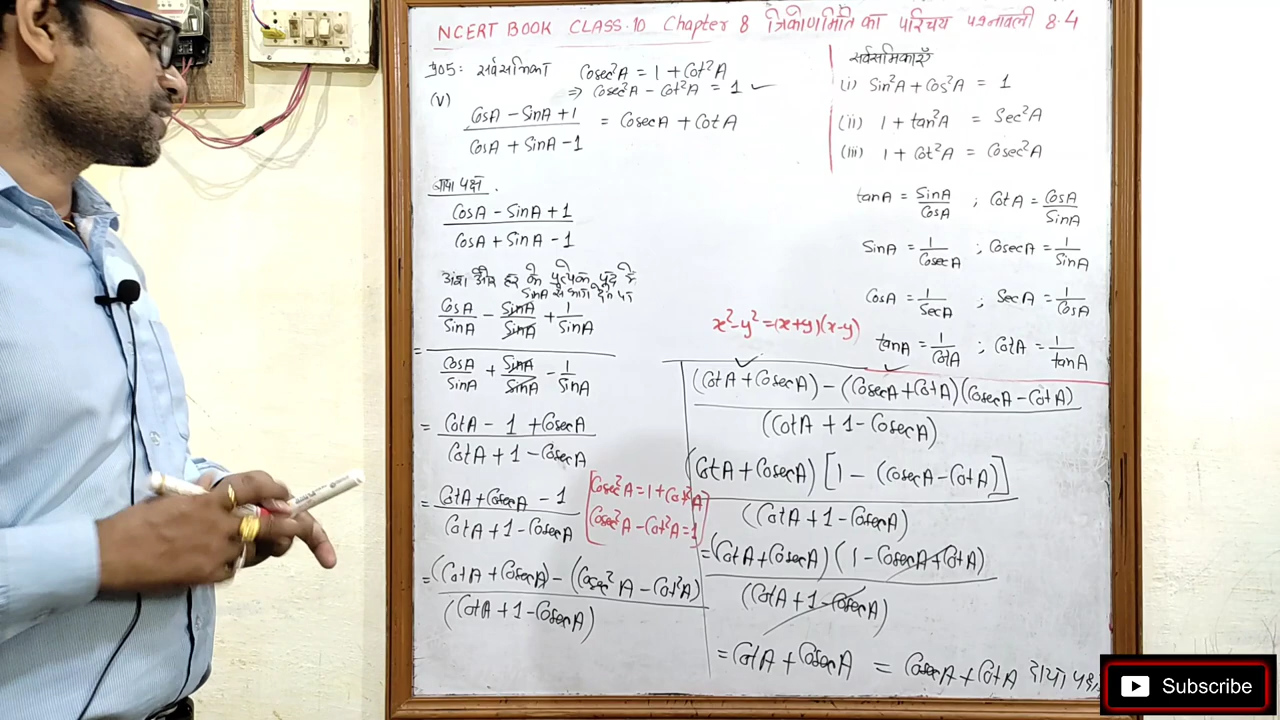 NCERT BOOK CLASS-10 Chapter 8 त्रिकोणमिति का परिचय प्रश्नावली 8.4
प्र05: सर्वसमिका Cosec²A = 1 + Cot²A
⇒ Cosec²A - Cot²A = 1 ✓
(v)
CosA - SinA + 1 / CosA + SinA - 1 = CosecA + CotA
बायाँ पक्ष.
CosA - SinA + 1
CosA + SinA - 1
अंश और हर के प्रत्येक पद में
SinA से भाग देने पर
CosA/SinA - SinA/SinA + 1/SinA
=
CosA/SinA + SinA/SinA - 1/SinA
= CotA - 1 + CosecA
CotA + 1 - CosecA
= CotA + CosecA - 1
CotA + 1 - CosecA
[Cosec²A = 1 + Cot²A
Cosec²A - Cot²A = 1]
= (CotA + CosecA) - (Cosec²A - Cot²A)
(CotA + 1 - CosecA)
सर्वसमिकाएँ
(i) Sin²A + Cos²A = 1
(ii) 1 + tan²A = Sec²A
(iii) 1 + Cot²A = Cosec²A
tanA = SinA/CosA ; CotA = CosA/SinA
SinA = 1/CosecA ; CosecA = 1/SinA
CosA = 1/SecA ; SecA = 1/CosA
tanA = 1/CotA ; CotA = 1/tanA
x² - y² = (x+y)(x-y)
(CotA + CosecA) - (CosecA + CotA)(CosecA - CotA)
(CotA + 1 - CosecA)
(CotA + CosecA) [1 - (CosecA - CotA)]
(CotA + 1 - CosecA)
= (CotA + CosecA) (1 - CosecA + CotA)
(CotA + 1 - CosecA)
= CotA + CosecA = CosecA + CotA दायाँ पक्ष
Subscribe